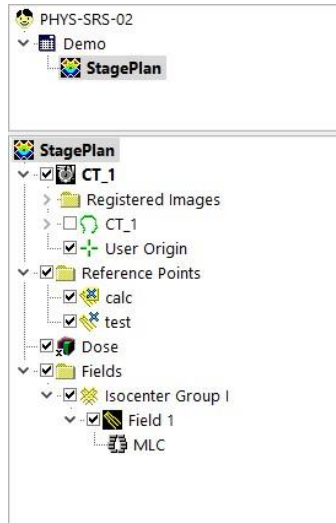 PHYS-SRS-02
Demo
StagePlan
StagePlan
CT_1
Registered Images
CT_1
User Origin
Reference Points
calc
test
Dose
Fields
Isocenter Group I
Field 1
MLC